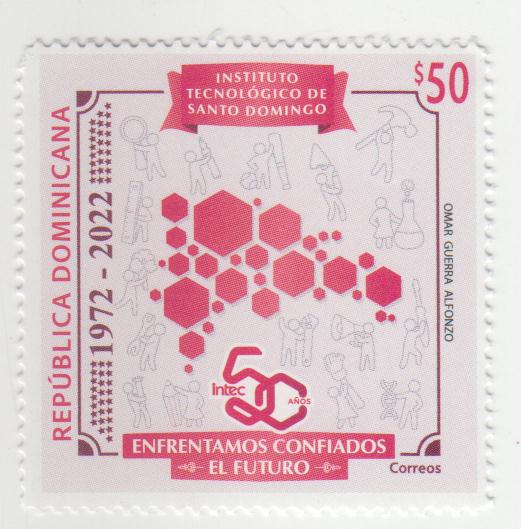 INSTITUTO
TECNOLÓGICO DE
SANTO DOMINGO
$50
REPÚBLICA DOMINICANA
1972 - 2022
OMAR GUERRA ALFONZO
50
Intec
AÑOS
ENFRENTAMOS CONFIADOS
EL FUTURO
Correos